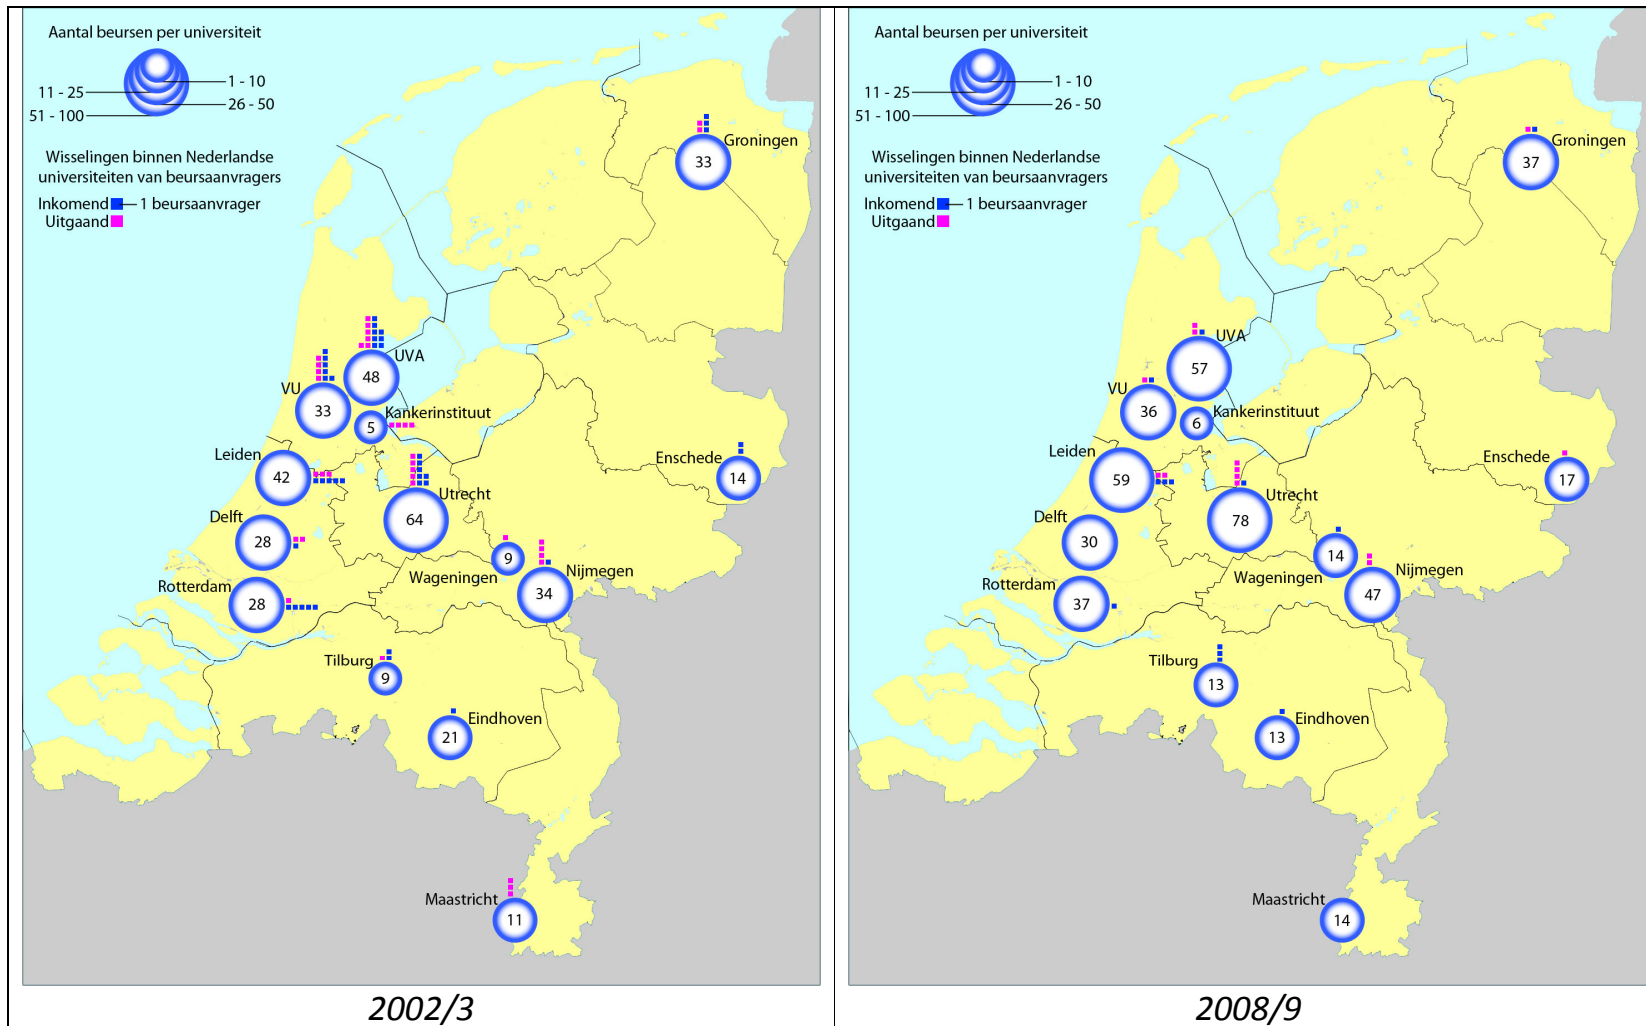 Aantal beursen per universiteit
1 - 10
11 - 25
26 - 50
51 - 100
Wisselingen binnen Nederlandse
universiteiten van beursaanvragers
Inkomend 1 beursaanvrager
Uitgaand
Groningen
33
UVA
48
VU
33
Kankerinstituut
5
Leiden
42
Enschede
14
Utrecht
64
Delft
28
Wageningen
9
Nijmegen
34
Rotterdam
28
Tilburg
9
Eindhoven
21
Maastricht
11
2002/3
Aantal beursen per universiteit
1 - 10
11 - 25
26 - 50
51 - 100
Wisselingen binnen Nederlandse
universiteiten van beursaanvragers
Inkomend 1 beursaanvrager
Uitgaand
Groningen
37
UVA
57
VU
36
Kankerinstituut
6
Leiden
59
Enschede
17
Utrecht
78
Delft
30
Wageningen
14
Nijmegen
47
Rotterdam
37
Tilburg
13
Eindhoven
13
Maastricht
14
2008/9